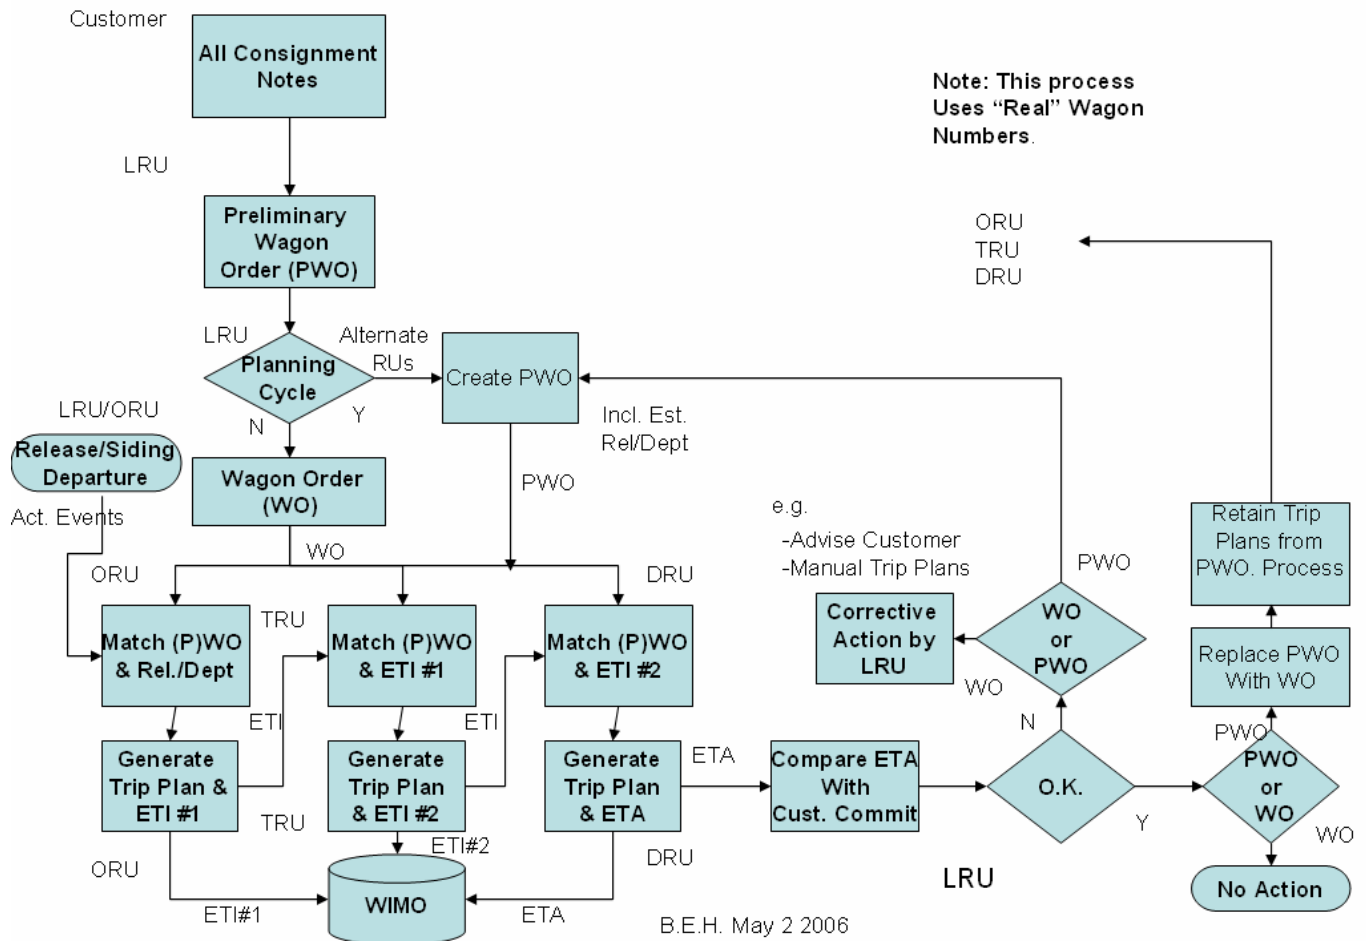 Customer
All Consignment
Notes
Note: This process
Uses “Real” Wagon
Numbers.
LRU
Preliminary
Wagon
Order (PWO)
ORU
TRU
DRU
LRU
Alternate
RUs
Planning
Cycle
Create PWO
Y
N
Incl. Est.
Rel/Dept
LRU/ORU
Release/Siding
Departure
Wagon Order
(WO)
PWO
Act. Events
WO
ORU
TRU
DRU
e.g.
-Advise Customer
-Manual Trip Plans
PWO
Retain Trip
Plans from
PWO. Process
Match (P)WO
& Rel./Dept
Match (P)WO
& ETI #1
Match (P)WO
& ETI #2
Corrective
Action by
LRU
WO
or
PWO
WO
Replace PWO
With WO
ETI
ETI
N
PWO
Generate
Trip Plan &
ETI #1
Generate
Trip Plan
& ETI #2
Generate
Trip Plan
& ETA
ETA
Compare ETA
With
Cust. Commit
O.K.
Y
PWO
or
WO
WO
TRU
ORU
ETI#2
DRU
LRU
No Action
ETI#1
WIMO
ETA
B.E.H. May 2 2006